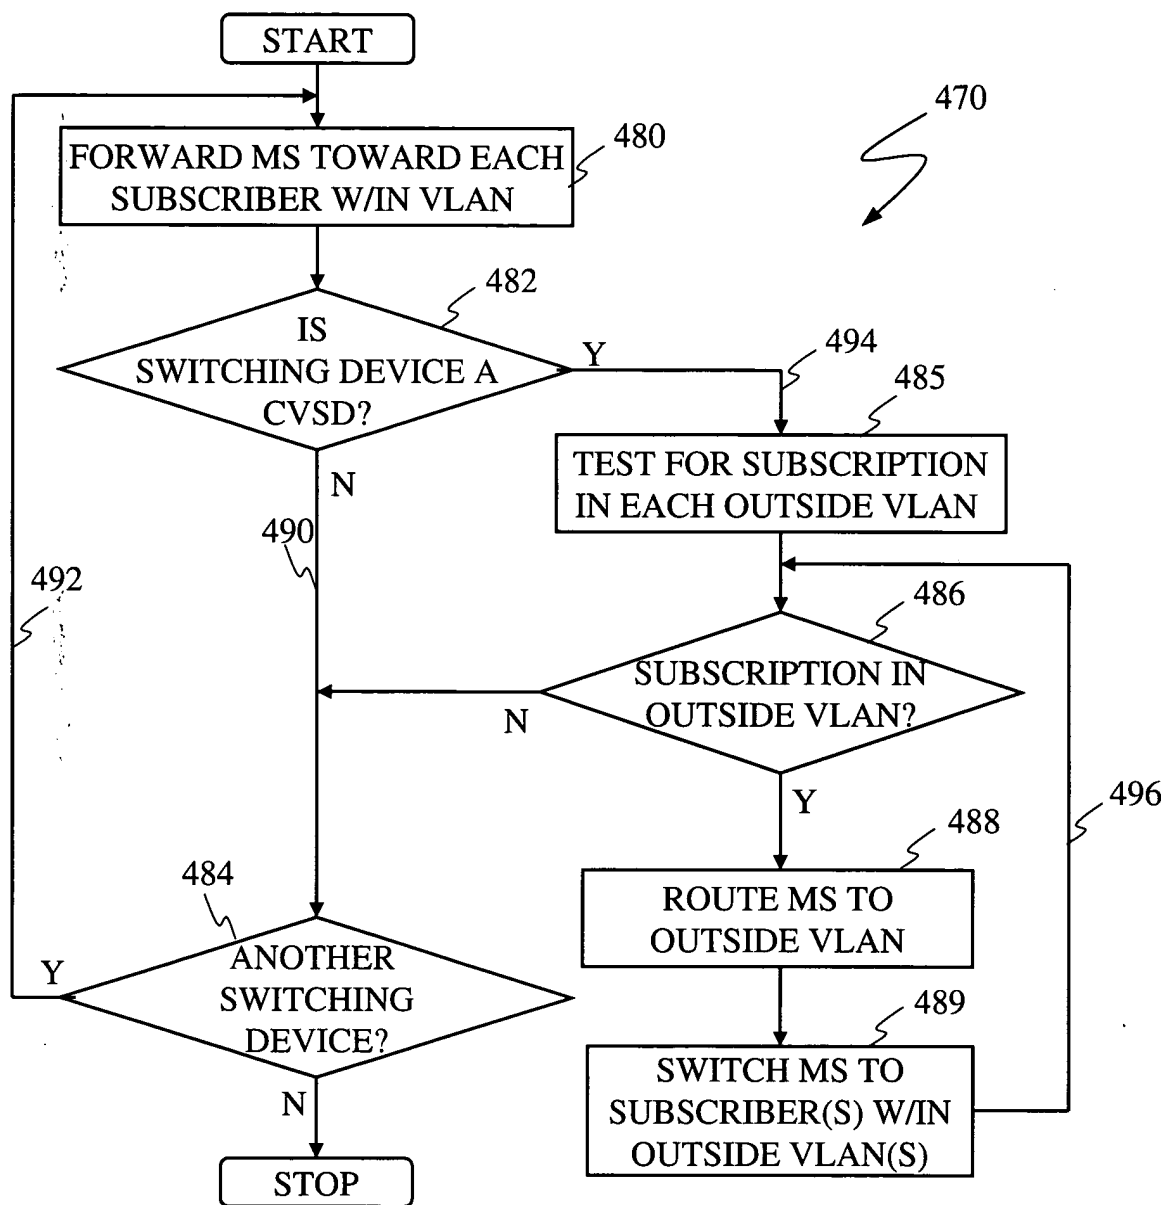 START
470
FORWARD MS TOWARD EACH
SUBSCRIBER W/IN VLAN
480
482
IS
SWITCHING DEVICE A
CVSD?
Y
494
485
N
TEST FOR SUBSCRIPTION
IN EACH OUTSIDE VLAN
490
492
486
SUBSCRIPTION IN
OUTSIDE VLAN?
N
Y
496
488
484
ROUTE MS TO
OUTSIDE VLAN
Y
ANOTHER
SWITCHING
DEVICE?
489
N
SWITCH MS TO
SUBSCRIBER(S) W/IN
OUTSIDE VLAN(S)
STOP